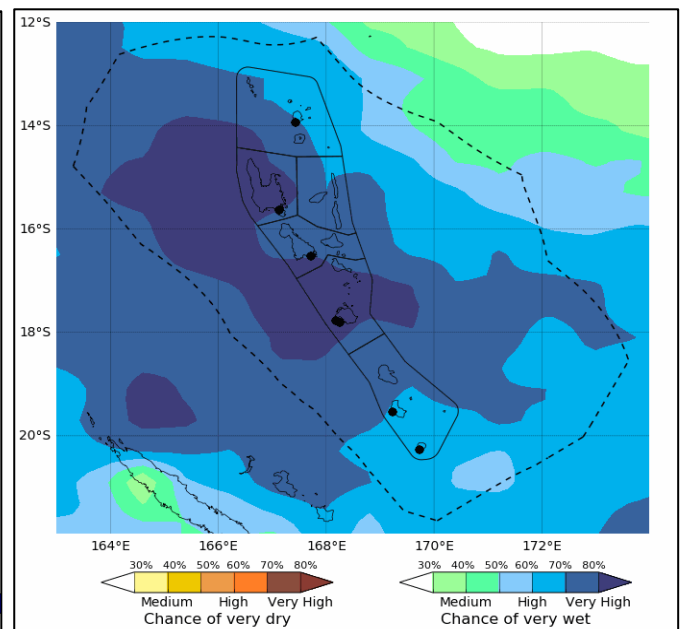 12°S
14°S
16°S
18°S
20°S
164°E 166°E 168°E 170°E 172°E
30% 40% 60% 70% 80% 30% 40% 50% 60% 70% 80%
Medium High Very High Medium High Very High
Chance of very dry Chance of very wet